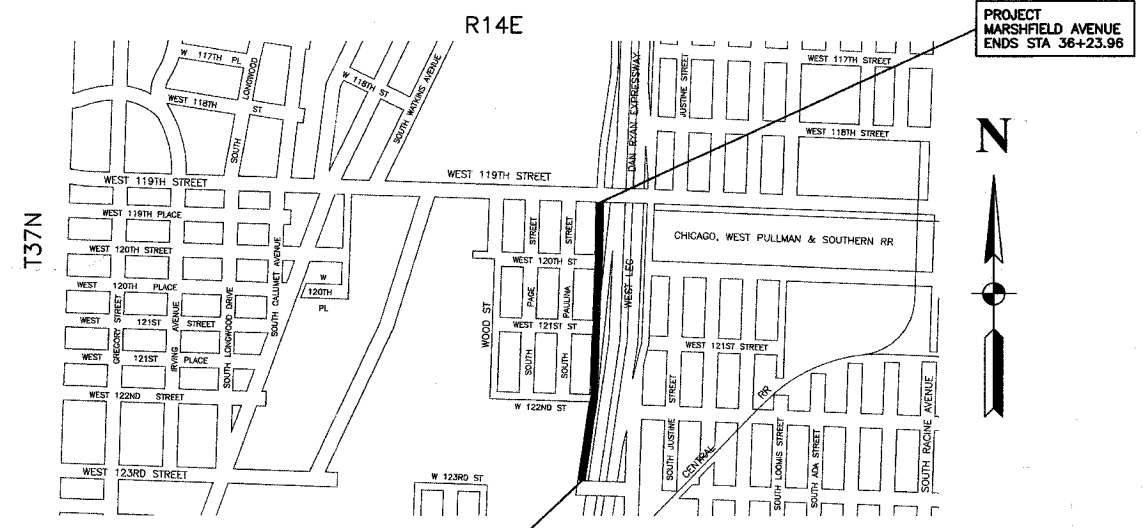 R14E
PROJECT
MARSHFIELD AVENUE
ENDS STA 36+23.96
T37N
N
W 117TH PL
WEST 118TH ST
SOUTH LONGWOOD
W 118TH ST
SOUTH WATKINS AVENUE
DAN RYAN EXPRESSWAY
JUSTINE STREET
WEST 117TH STREET
WEST 118TH STREET
WEST 119TH STREET
WEST 119TH STREET
WEST 119TH PLACE
WEST 120TH STREET
WEST 120TH PLACE
WEST 121ST STREET
WEST 121ST PLACE
WEST 122ND STREET
WEST 123RD STREET
GREGORY STREET
IRVING AVENUE
SOUTH LONGWOOD DRIVE
SOUTH CALUMET AVENUE
W
120TH
PL
WOOD ST
STREET
STREET
WEST 120TH ST
PAGE
PAULINA
WEST 121ST ST
SOUTH
SOUTH
W 122ND ST
W 123RD ST
WEST LEG
CHICAGO, WEST PULLMAN & SOUTHERN RR
WEST 121ST STREET
SOUTH JUSTINE STREET
CENTRAL RR
SOUTH LOOMIS STREET
SOUTH ADA STREET
SOUTH RACINE AVENUE